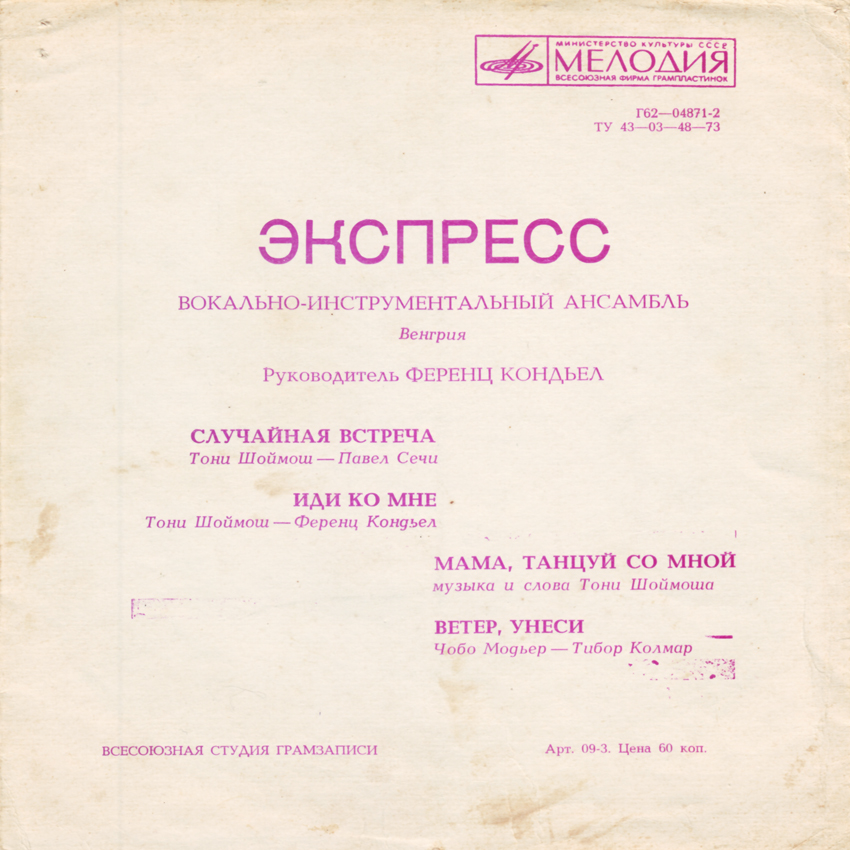 МИНИСТЕРСТВО КУЛЬТУРЫ СССР
МЕЛОДИЯ
ВСЕСОЮЗНАЯ ФИРМА ГРАМПЛАСТИНОК
Г62—04871-2
ТУ 43—03—48—73
ЭКСПРЕСС
ВОКАЛЬНО-ИНСТРУМЕНТАЛЬНЫЙ АНСАМБЛЬ
Венгрия
Руководитель ФЕРЕНЦ КОНДЬЕЛ
СЛУЧАЙНАЯ ВСТРЕЧА
Тони Шоймош — Павел Сечи
ИДИ КО МНЕ
Тони Шоймош — Ференц Кондьел
МАМА, ТАНЦУЙ СО МНОЙ
музыка и слова Тони Шоймоша
ВЕТЕР, УНЕСИ
Чобо Модьер — Тибор Колмар
ВСЕСОЮЗНАЯ СТУДИЯ ГРАМЗАПИСИ
Арт. 09-3. Цена 60 коп.